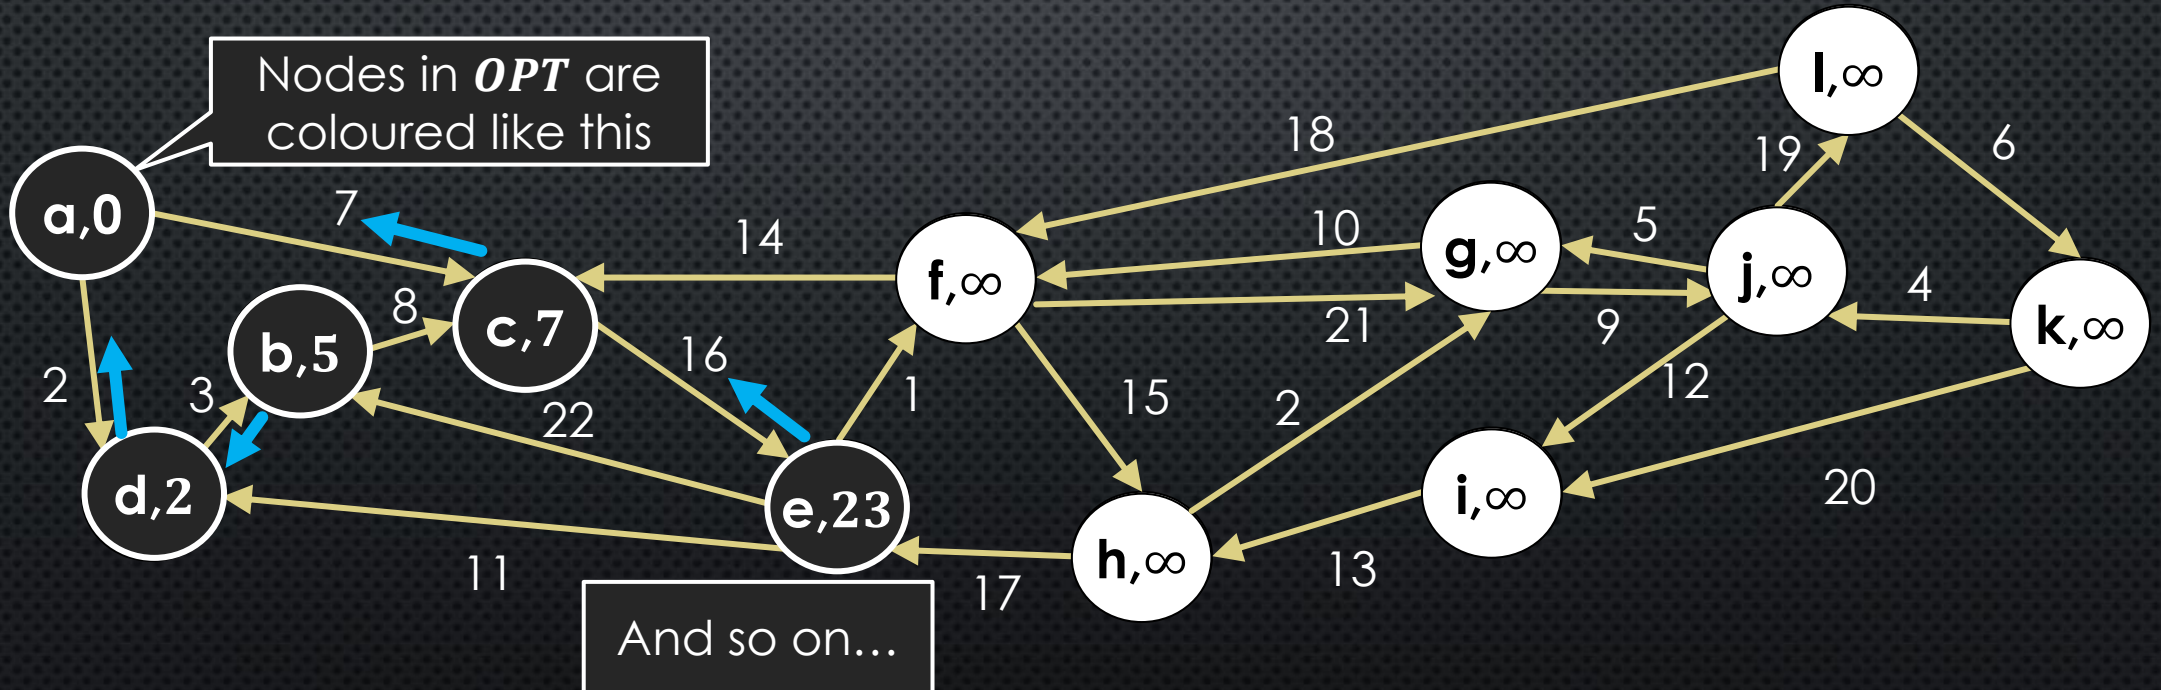 Nodes in OPT are
coloured like this
l,∞
18
19
6
a,0
7
14
10
5
g,∞
j,∞
4
f,∞
8
c,7
21
9
k,∞
b,5
16
2
3
22
1
15
2
12
d,2
e,23
i,∞
20
11
17
h,∞
13
And so on...